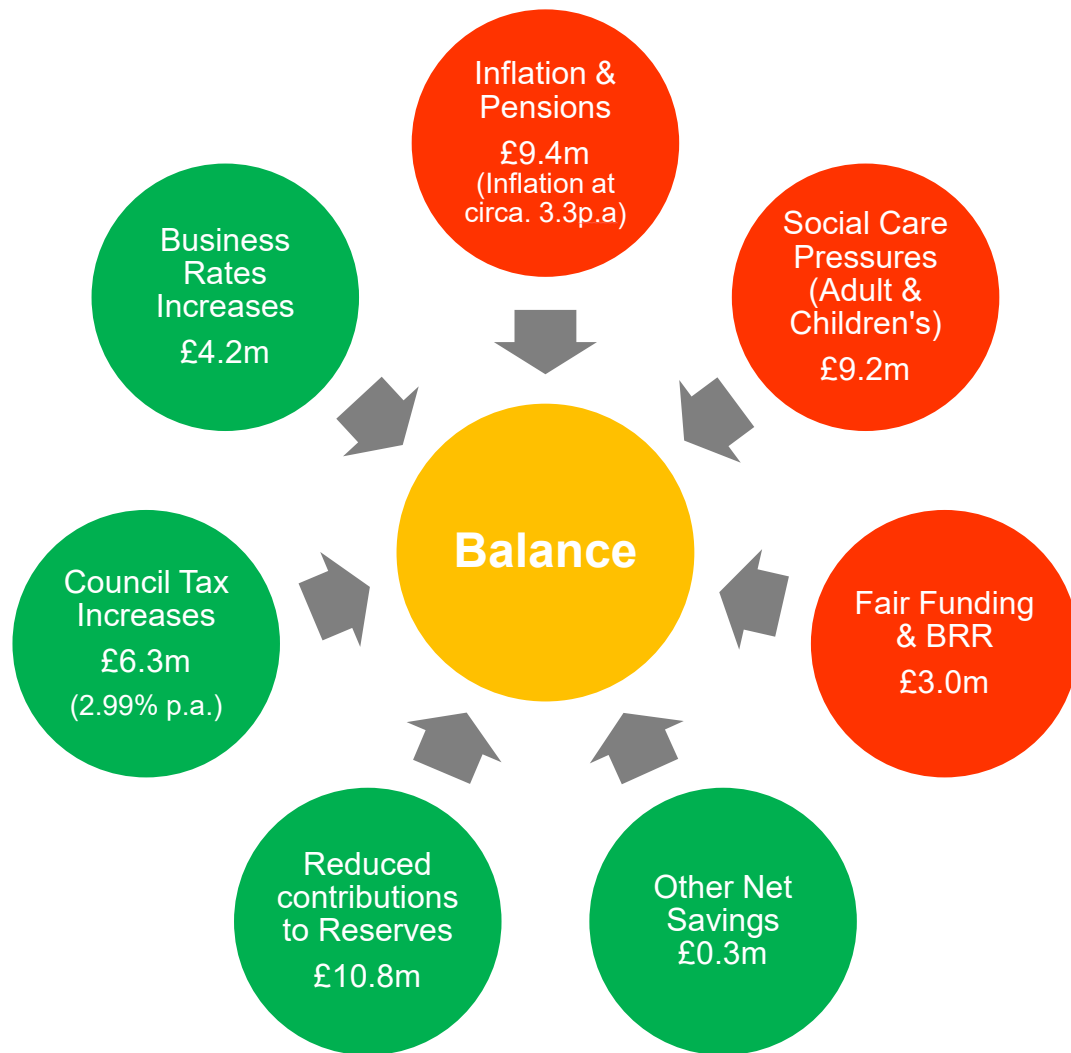 Inflation &
Pensions
£9.4m
(Inflation at
circa. 3.3p.a)
Social Care
Pressures
(Adult &
Children's)
£9.2m
Fair Funding
& BRR
£3.0m
Other Net
Savings
£0.3m
Reduced
contributions
to Reserves
£10.8m
Council Tax
Increases
£6.3m
(2.99% p.a.)
Business
Rates
Increases
£4.2m
Balance